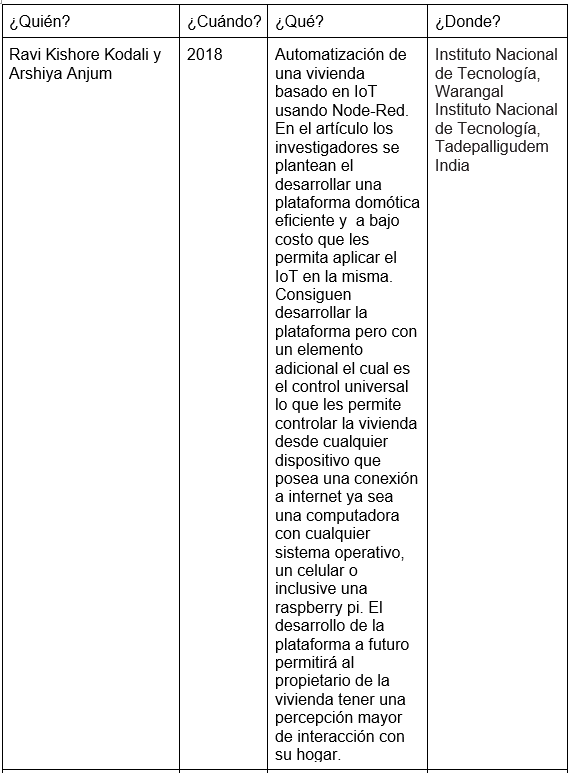 ¿Quién?
¿Cuándo?
¿Qué?
¿Donde?
Ravi Kishore Kodali y
Arshiya Anjum
2018
Automatización de
una vivienda
basado en IoT
usando Node-Red.
En el artículo los
investigadores se
plantean el
desarrollar una
plataforma domótica
eficiente y  a bajo
costo que les
permita aplicar el
IoT en la misma.
Consiguen
desarrollar la
plataforma pero con
un elemento
adicional el cual es
el control universal
lo que les permite
controlar la vivienda
desde cualquier
dispositivo que
posea una conexión
a internet ya sea
una computadora
con cualquier
sistema operativo,
un celular o
inclusive una
raspberry pi. El
desarrollo de la
plataforma a futuro
permitirá al
propietario de la
vivienda tener una
percepción mayor
de interacción con
su hogar.
Instituto Nacional
de Tecnología,
Warangal
Instituto Nacional
de Tecnología,
Tadepalligudem
India